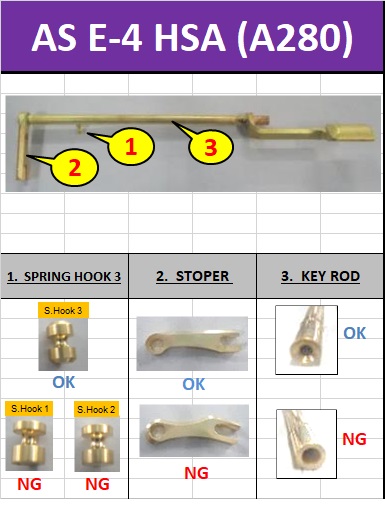 AS E-4 HSA (A280)
1
2
3
1. SPRING HOOK 3
2. STOPER
3. KEY ROD
S.Hook 3
OK
OK
OK
S.Hook 1
S.Hook 2
NG
NG
NG
NG